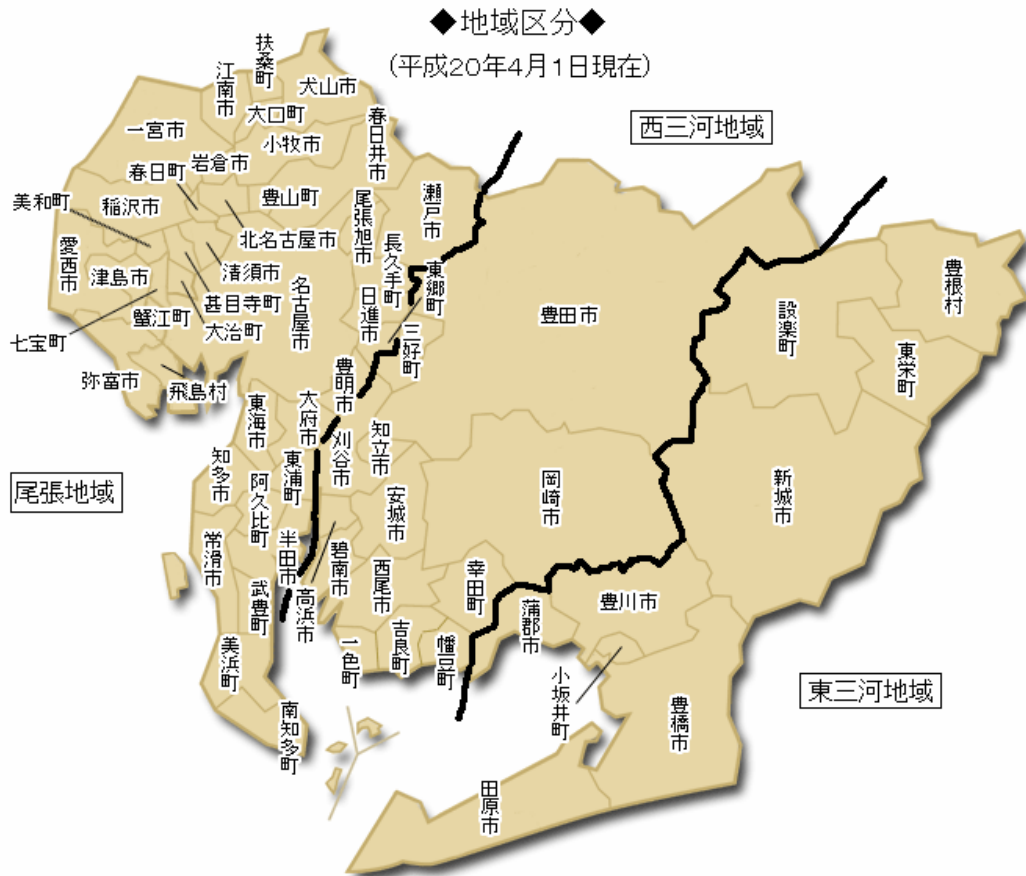 ◆地域区分◆
(平成20年4月1日現在)
西三河地域
尾張地域
東三河地域
扶桑町
江南市
犬山市
大口町
春日井市
一宮市
小牧市
岩倉市
春日町
美和町
稲沢市
豊山町
尾張旭市
瀬戸市
北名古屋市
長久手町
愛西市
津島市
清須市
東郷町
甚目寺町
名古屋市
日進市
七宝町
蟹江町
大治町
三好町
弥富市
飛島村
豊明市
豊田市
設楽町
豊根村
東栄町
東海市
大府市
刈谷市
知立市
知多市
阿久比町
東浦町
安城市
岡崎市
新城市
常滑市
半田市
碧南市
西尾市
幸田町
武豊町
高浜市
蒲郡市
豊川市
美浜町
一色町
吉良町
幡豆町
小坂井町
南知多町
豊橋市
田原市